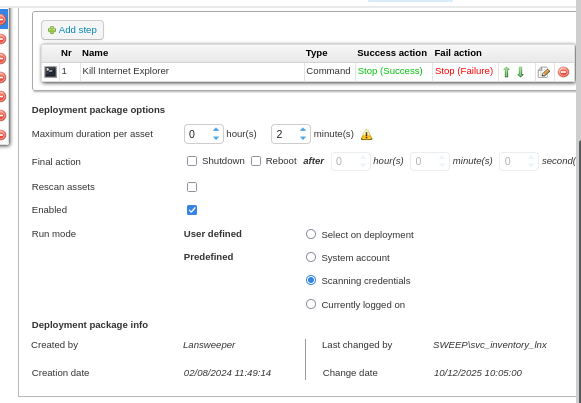 Add step
Nr Name Type Success action Fail action
1 Kill Internet Explorer Command Stop (Success) Stop (Failure)
Deployment package options
Maximum duration per asset 0 hour(s) 2 minute(s)
Final action Shutdown Reboot after 0 hour(s) 0 minute(s) 0 second(
Rescan assets
Enabled
Run mode User defined Select on deployment
Predefined System account
Scanning credentials
Currently logged on
Deployment package info
Created by Lansweeper Last changed by SWEEP\svc_inventory_lnx
Creation date 02/08/2024 11:49:14 Change date 10/12/2025 10:05:00